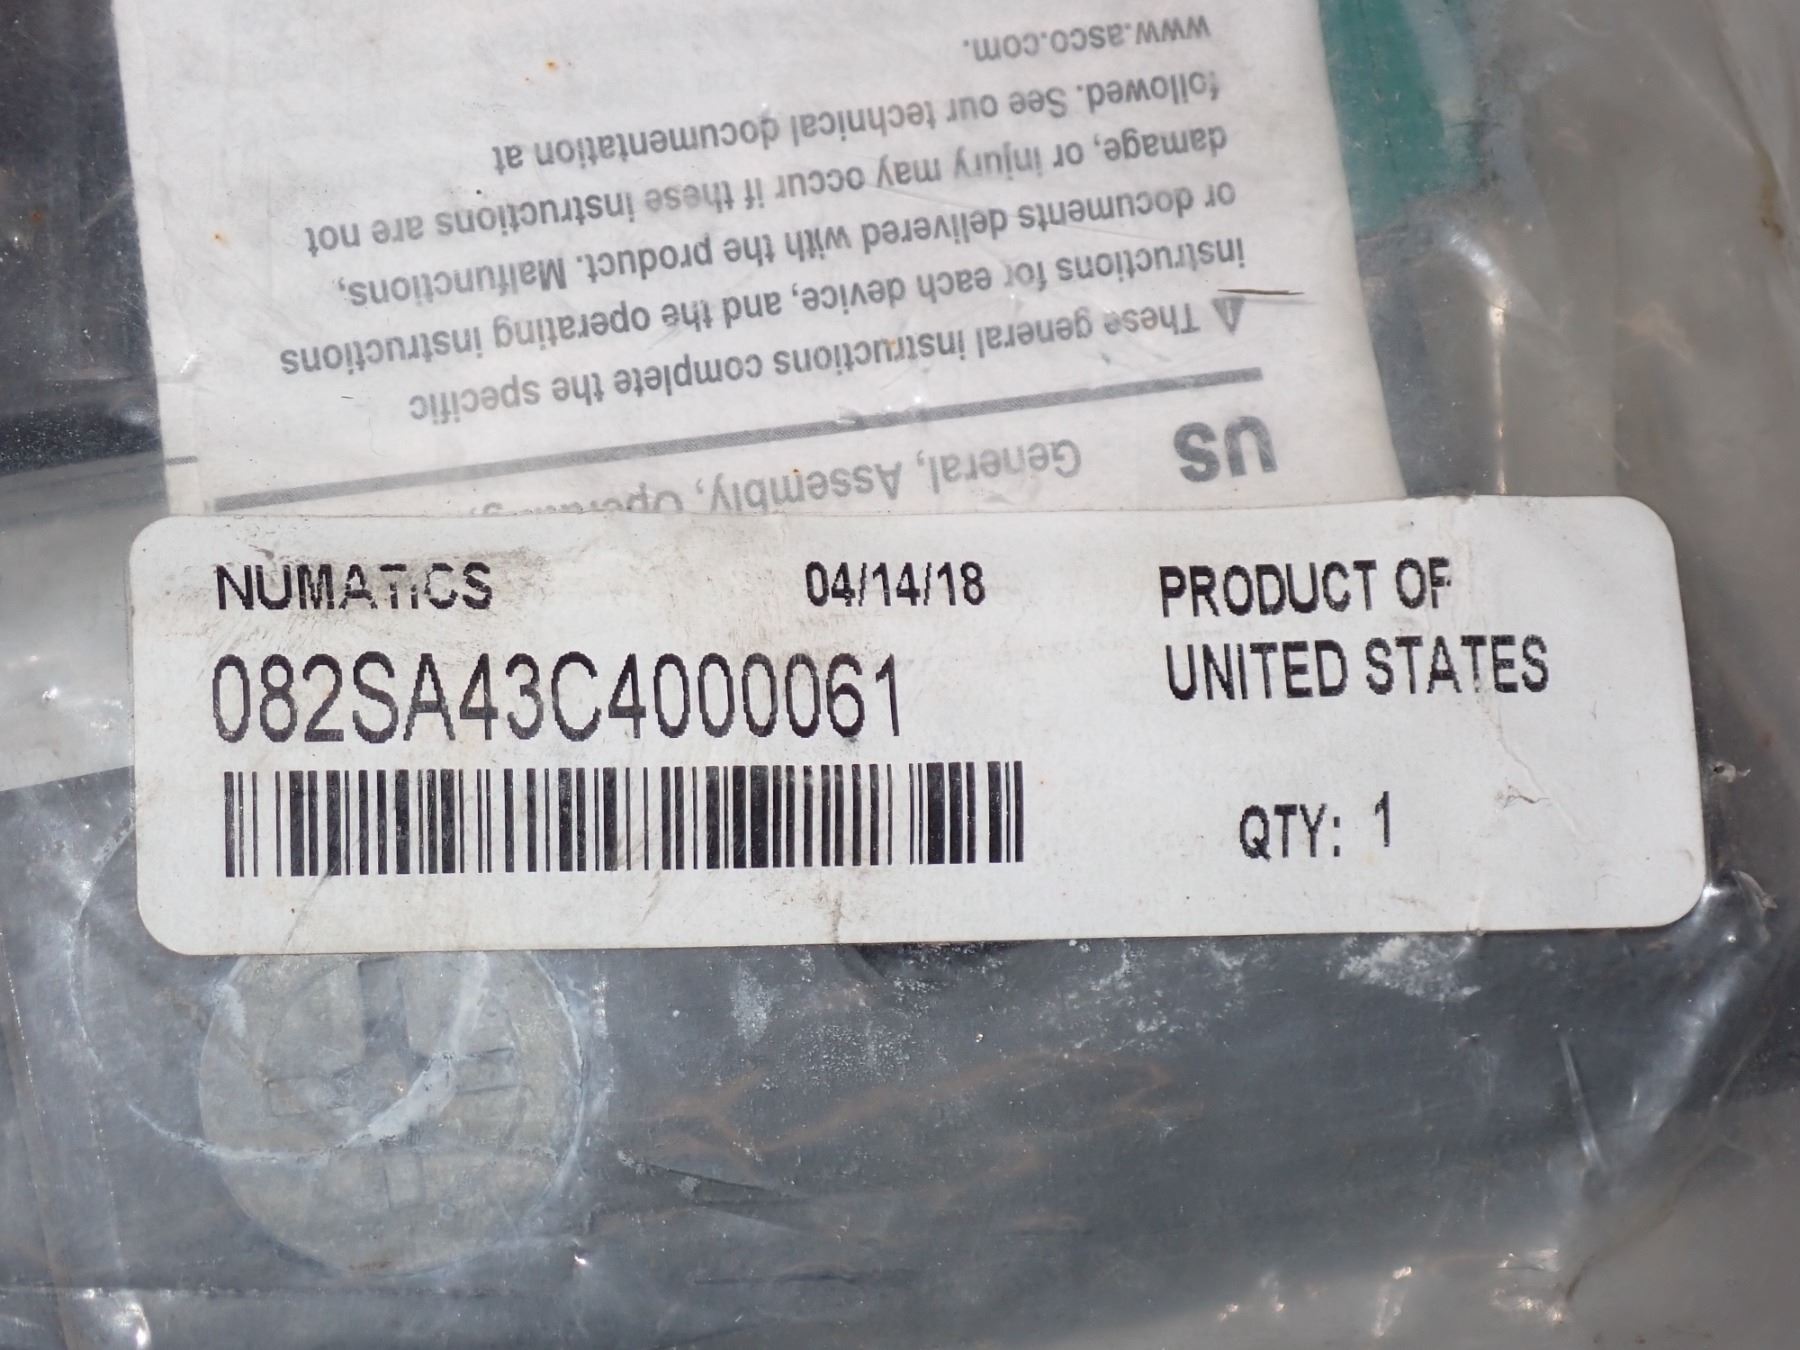 US General, Assembly,
⚠ These general instructions complete the specific
instructions for each device, and the operating instructions
or documents delivered with the product. Malfunctions,
damage, or injury may occur if these instructions are not
followed. See our technical documentation at
www.asco.com.
NUMATICS 04/14/18
082SA43C4000061
PRODUCT OF
UNITED STATES
QTY: 1